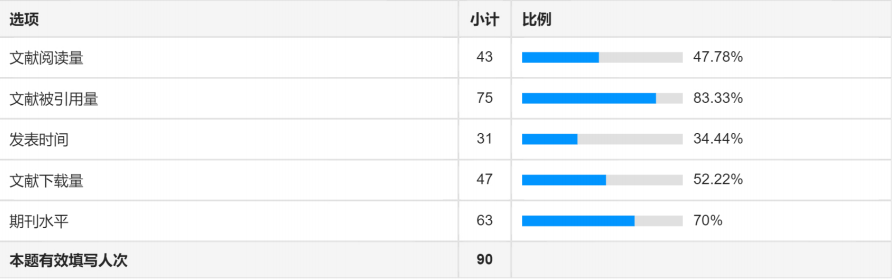 选项 小计 比例
文献阅读量 43 47.78%
文献被引用量 75 83.33%
发表时间 31 34.44%
文献下载量 47 52.22%
期刊水平 63 70%
本题有效填写人次 90